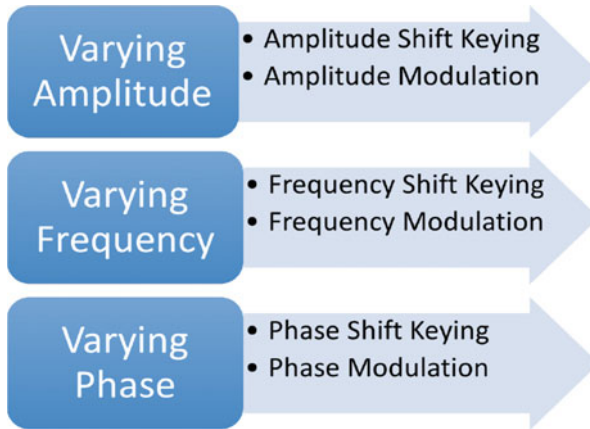 Varying
Amplitude
• Amplitude Shift Keying
• Amplitude Modulation
Varying
Frequency
• Frequency Shift Keying
• Frequency Modulation
Varying
Phase
• Phase Shift Keying
• Phase Modulation